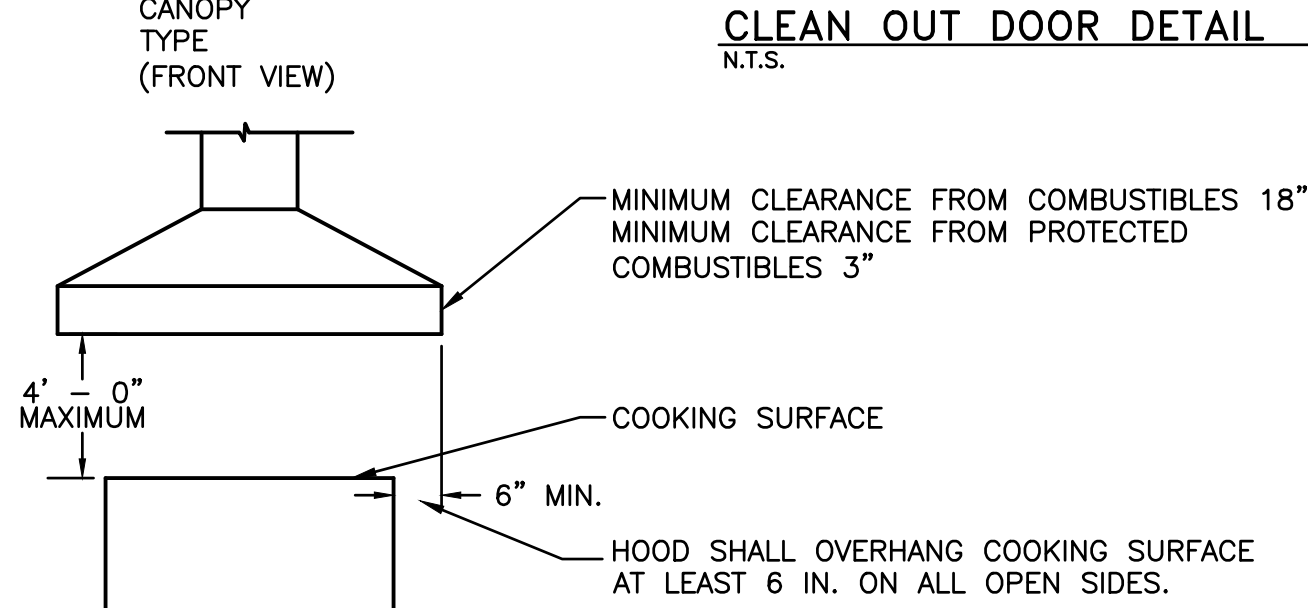 CANOPY
TYPE
(FRONT VIEW)
CLEAN OUT DOOR DETAIL
N.T.S.
MINIMUM CLEARANCE FROM COMBUSTIBLES 18"
MINIMUM CLEARANCE FROM PROTECTED
COMBUSTIBLES 3"
4' - 0"
MAXIMUM
COOKING SURFACE
6" MIN.
HOOD SHALL OVERHANG COOKING SURFACE
AT LEAST 6 IN. ON ALL OPEN SIDES.